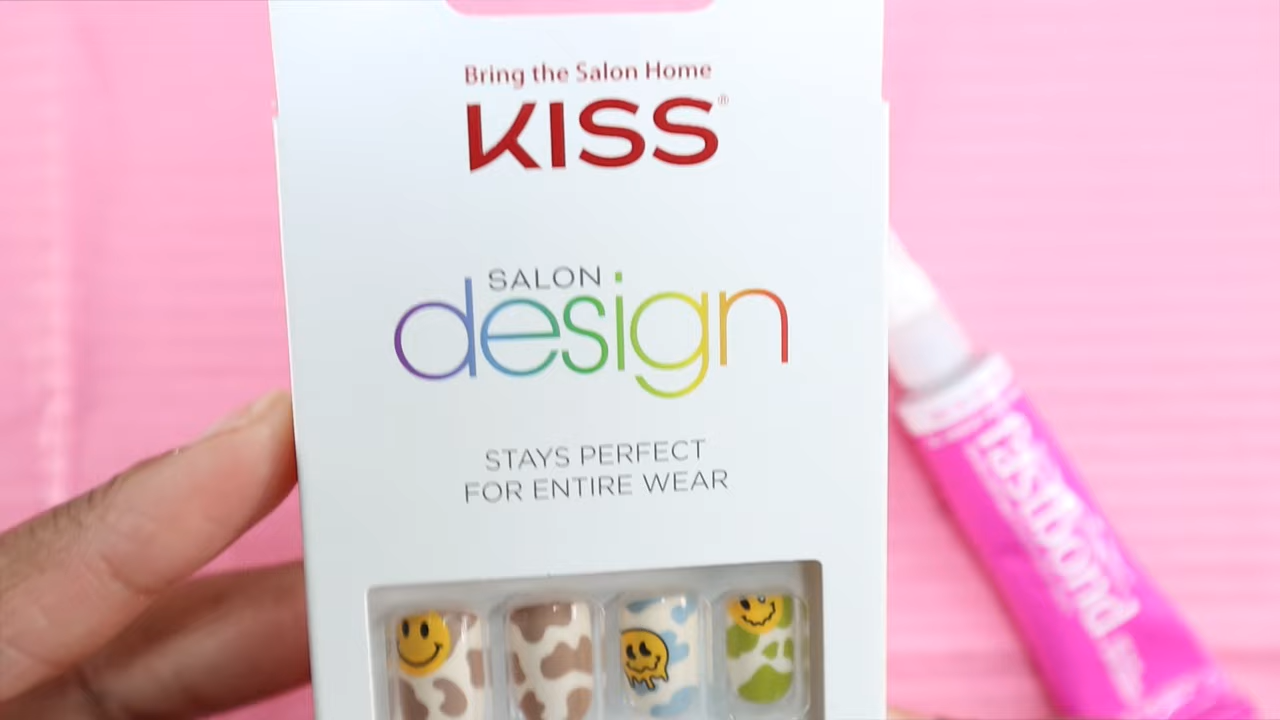 Bring the Salon Home
KISS®
SALON
design
STAYS PERFECT
FOR ENTIRE WEAR
fastbond